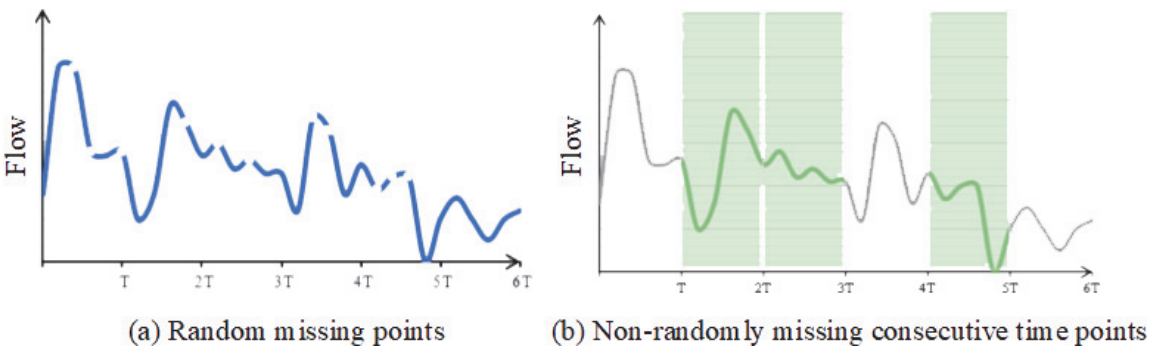 Flow
T 2T 3T 4T 5T 6T
(a) Random missing points
Flow
T 2T 3T 4T 5T 6T
(b) Non-randomly missing consecutive time points